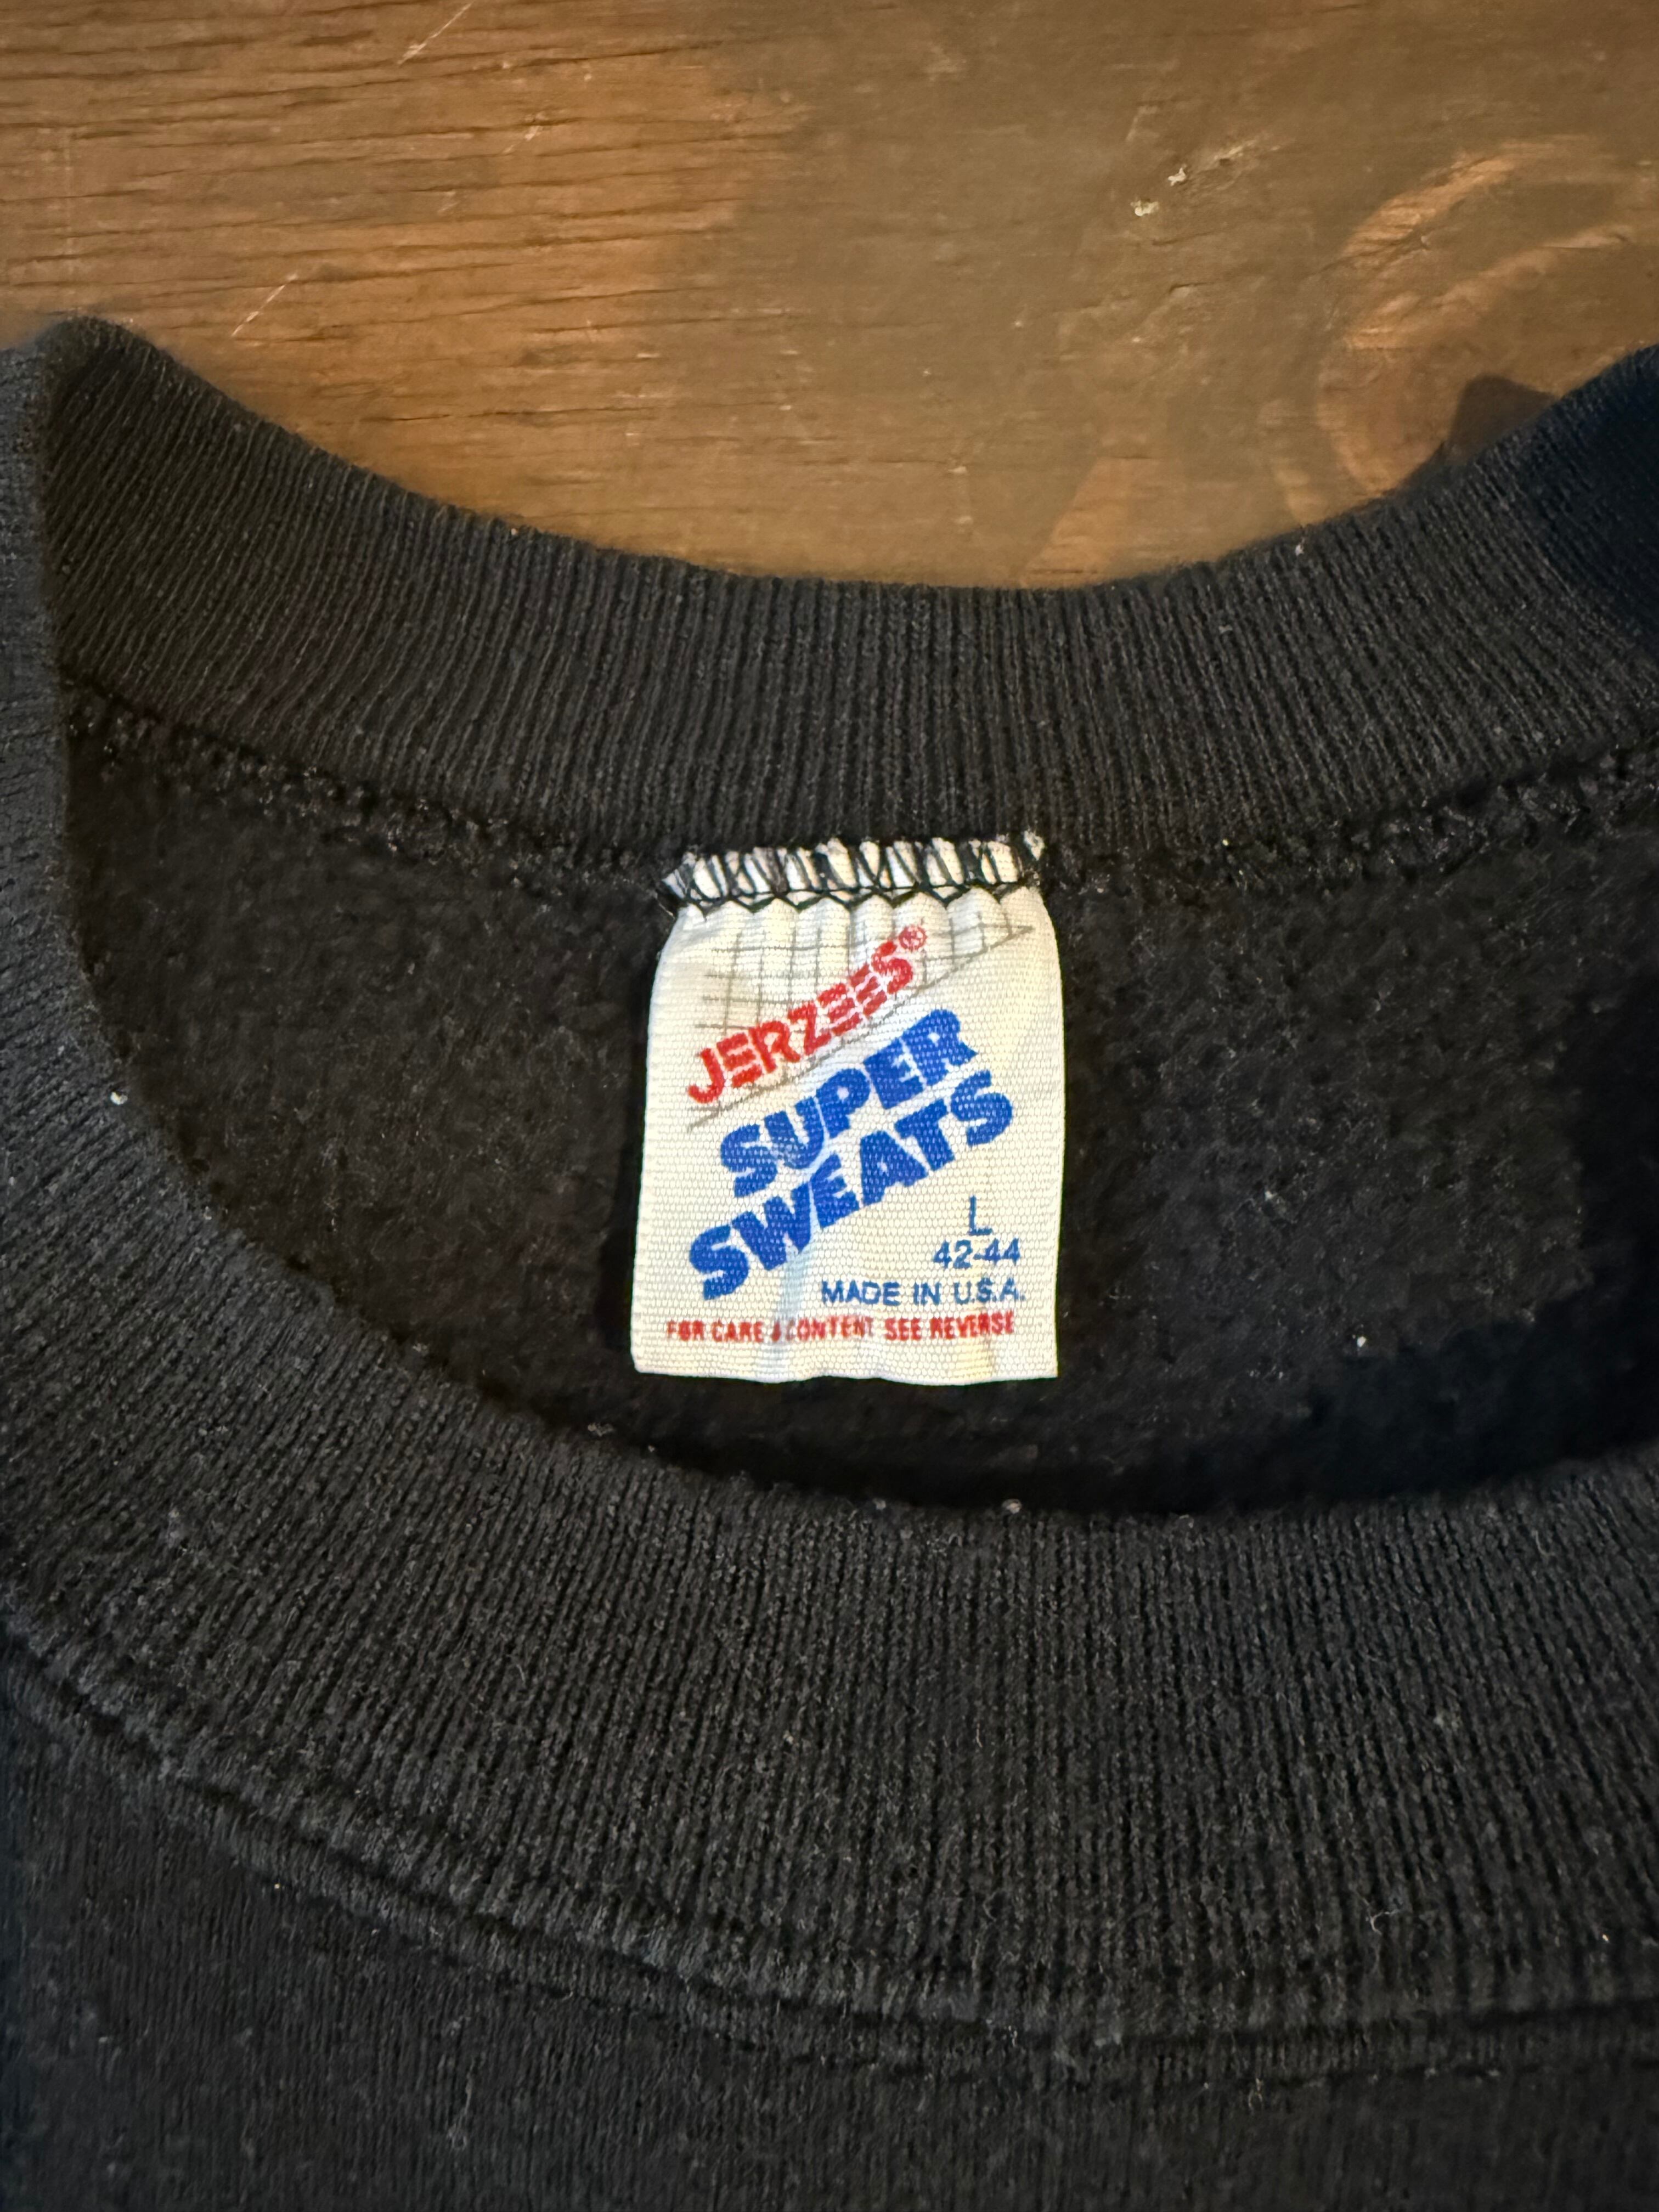 JERZEES®
SUPER
SWEATS
L
42-44
MADE IN U.S.A.
FOR CARE & CONTENT SEE REVERSE